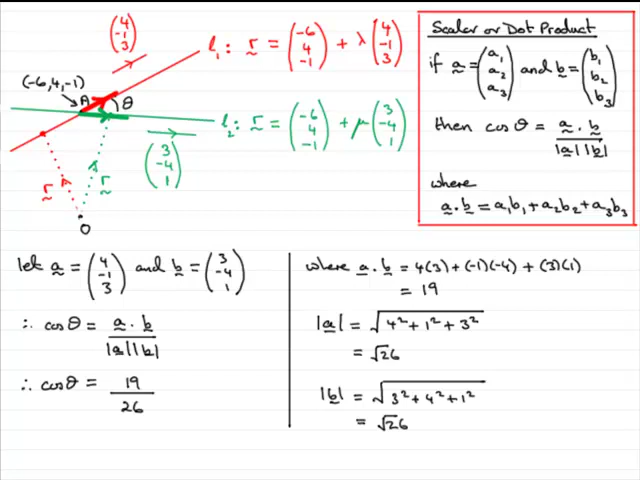 (4 -1 3)
l₁: r = (-6 4 -1) + λ (4 -1 3)
(-6,4,-1)
A
θ
l₂: r = (-6 4 -1) + μ (3 -4 1)
(3 -4 1)
r
r
O
Scalar or Dot Product
if a = (a₁ a₂ a₃) and b = (b₁ b₂ b₃)
then cosθ = a . b / |a||b|
where
a . b = a₁b₁ + a₂b₂ + a₃b₃
let a = (4 -1 3) and b = (3 -4 1)
∴ cosθ = a . b / |a||b|
∴ cosθ = 19 / 26
where a . b = 4(3) + (-1)(-4) + (3)(1)
= 19
|a| = √4² + 1² + 3²
= √26
|b| = √3² + 4² + 1²
= √26